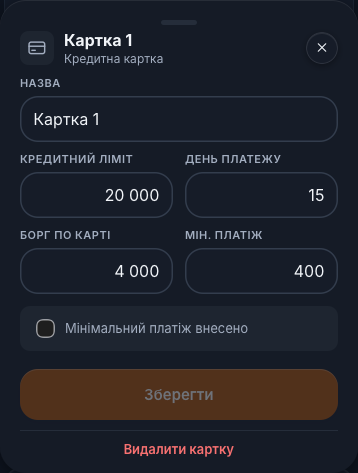 Картка 1
Кредитна картка
НАЗВА
Картка 1
КРЕДИТНИЙ ЛІМІТ ДЕНЬ ПЛАТЕЖУ
20 000 15
БОРГ ПО КАРТІ МІН. ПЛАТІЖ
4 000 400
Мінімальний платіж внесено
Зберегти
Видалити картку